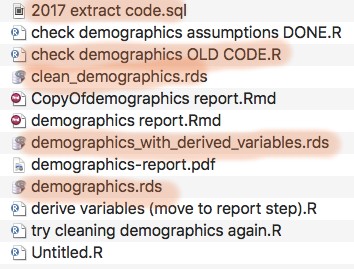 2017 extract code.sql
check demographics assumptions DONE.R
check demographics OLD CODE.R
clean_demographics.rds
CopyOfdemographics report.Rmd
demographics report.Rmd
demographics_with_derived_variables.rds
demographics-report.pdf
demographics.rds
derive variables (move to report step).R
try cleaning demographics again.R
Untitled.R